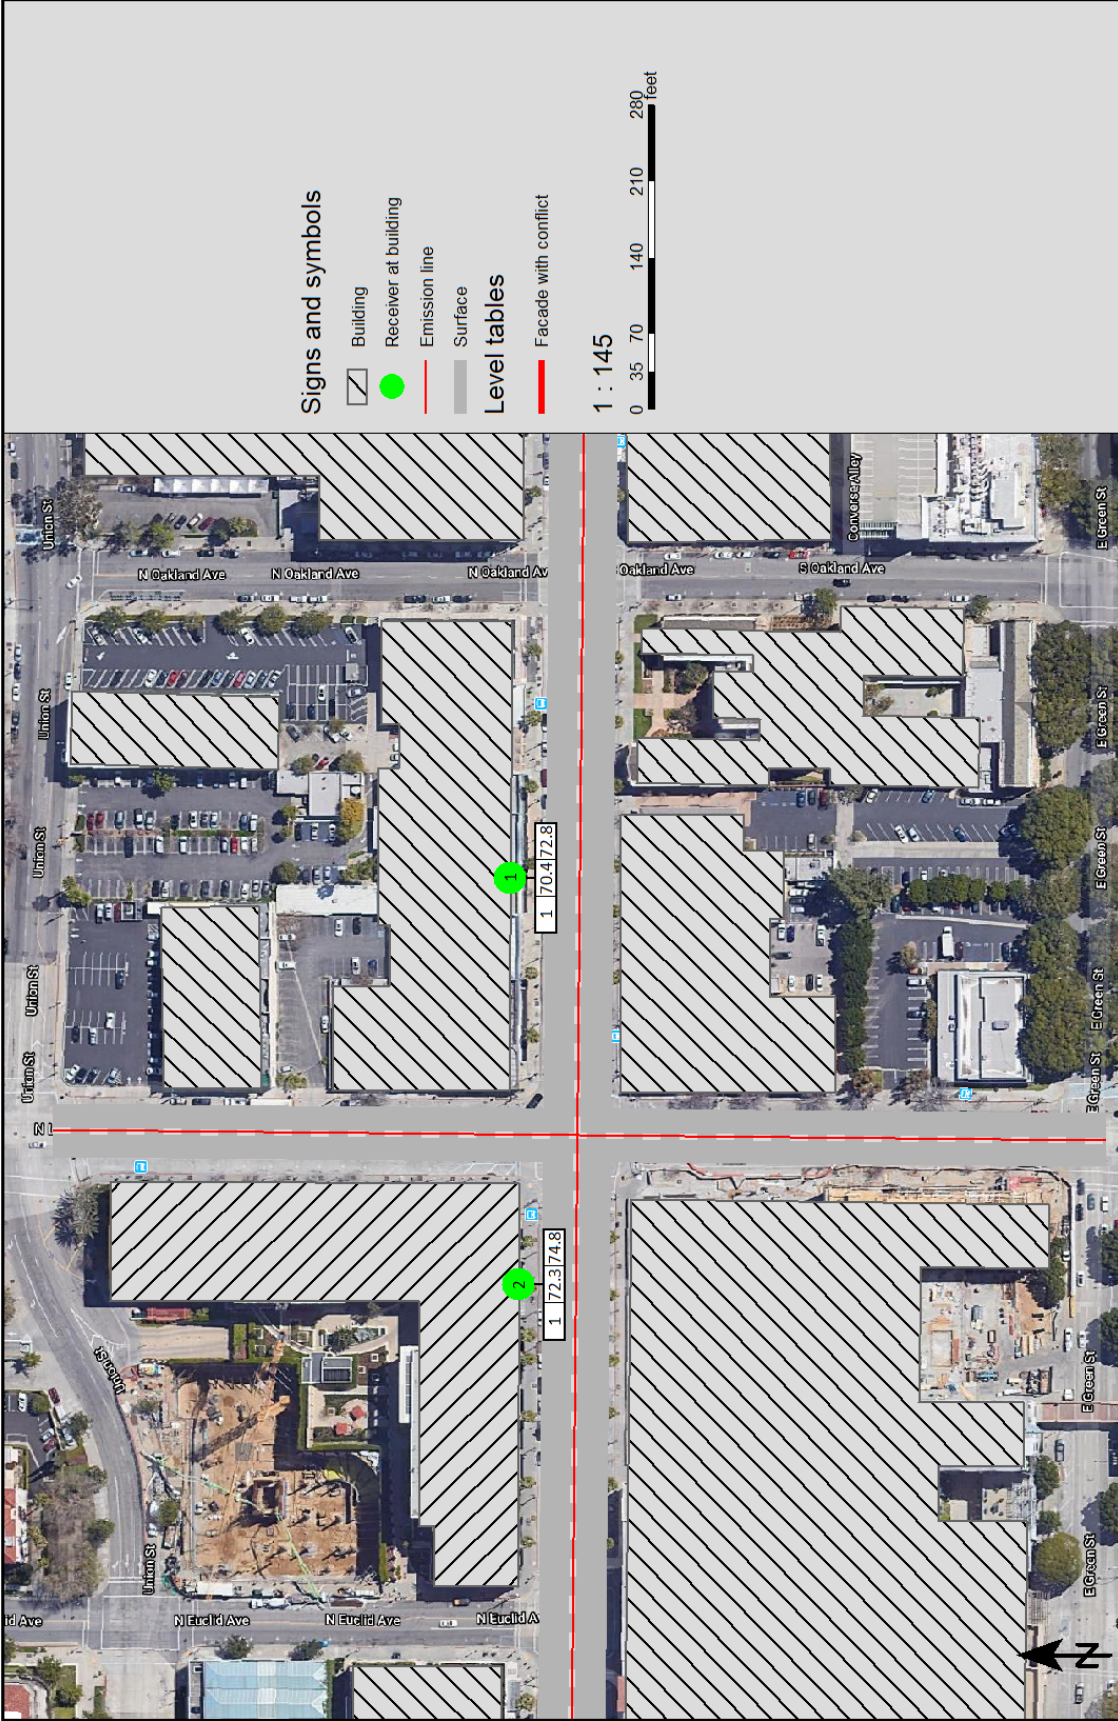 Signs and symbols
Building
Receiver at building
Emission line
Surface
Level tables
Facade with conflict
1 : 145
0 35 70 140 210 280
feet
Union St
Union St
Union St
Union St
Union St
Union St
Union St
N Oakland Ave
N Oakland Ave
N Oakland Av
Oakland Ave
S Oakland Ave
Converse Alley
E Green St
E Green St
E Green St
E Green St
E Green St
E Green St
E Green St
1
1 70.4 72.8
2
1 72.3 74.8
id Ave
N Euclid Ave
N Euclid Ave
N Euclid A
N